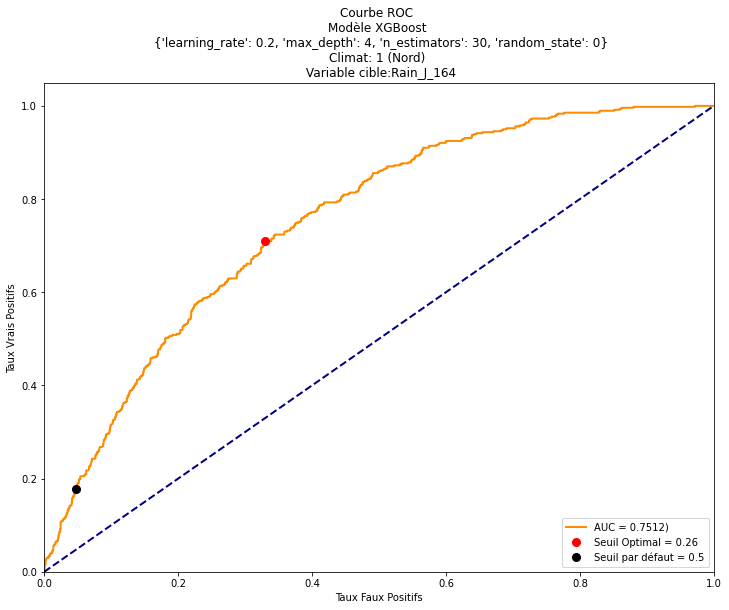 Courbe ROC
Modèle XGBoost
{'learning_rate': 0.2, 'max_depth': 4, 'n_estimators': 30, 'random_state': 0}
Climat: 1 (Nord)
Variable cible:Rain_J_164
1.0
0.8
0.6
0.4
0.2
0.0
Taux Vrais Positifs
AUC = 0.7512)
Seuil Optimal = 0.26
Seuil par défaut = 0.5
0.0 0.2 0.4 0.6 0.8 1.0
Taux Faux Positifs